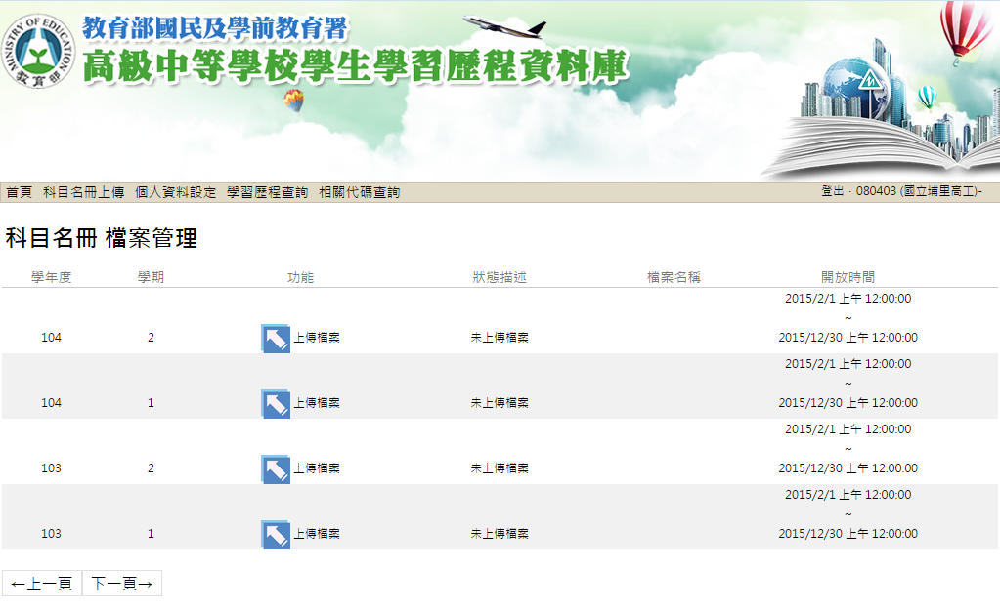 MINISTRY OF EDUCATION
教育部
教育部國民及學前教育署
高級中等學校學生學習歷程資料庫
首頁 科目名冊上傳 個人資料設定 學習歷程查詢 相關代碼查詢 登出 · 080403 (國立埔里高工)-
科目名冊 檔案管理
學年度 學期 功能 狀態描述 檔案名稱 開放時間
2015/2/1 上午 12:00:00
~
104 2 上傳檔案 未上傳檔案 2015/12/30 上午 12:00:00
2015/2/1 上午 12:00:00
~
104 1 上傳檔案 未上傳檔案 2015/12/30 上午 12:00:00
2015/2/1 上午 12:00:00
~
103 2 上傳檔案 未上傳檔案 2015/12/30 上午 12:00:00
2015/2/1 上午 12:00:00
~
103 1 上傳檔案 未上傳檔案 2015/12/30 上午 12:00:00
←上一頁 下一頁→